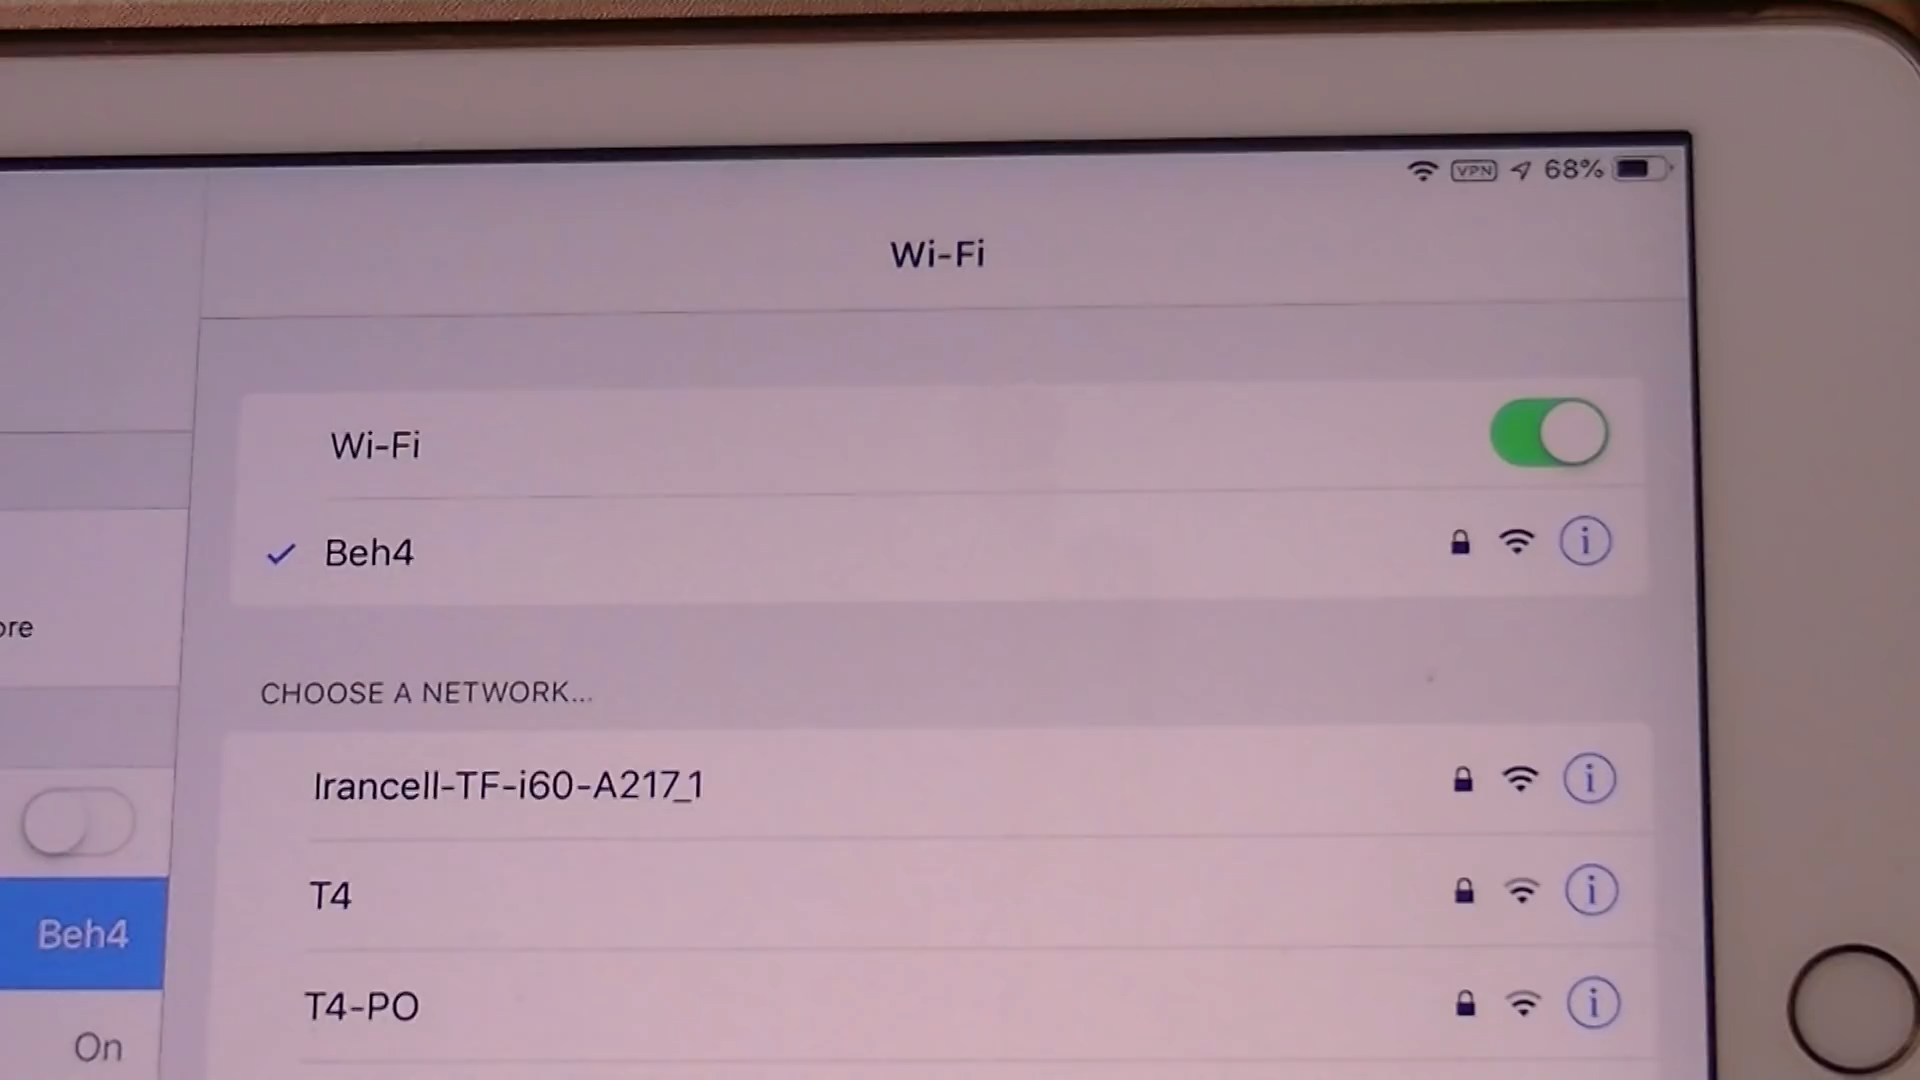 VPN 68%
Wi-Fi
Wi-Fi
Beh4
ore
CHOOSE A NETWORK...
Irancell-TF-i60-A217_1
T4
Beh4
T4-PO
On